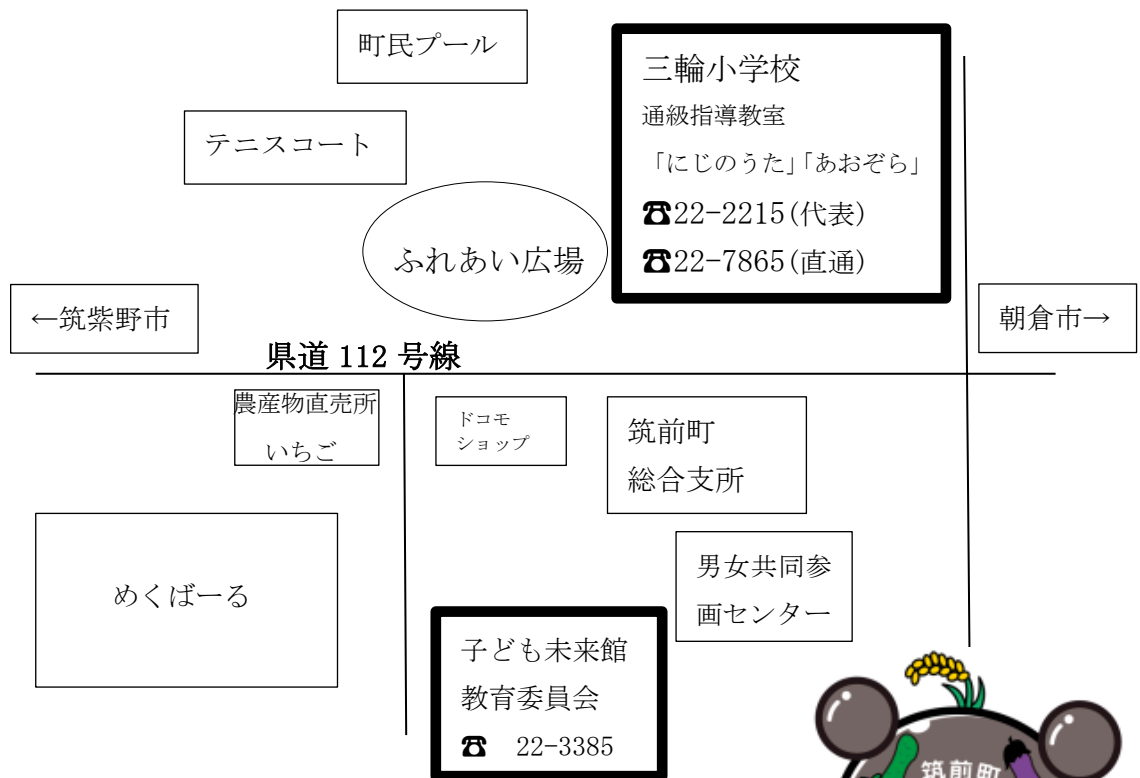 町民プール
三輪小学校
通級指導教室
「にじのうた」「あおぞら」
☎22-2215(代表)
☎22-7865(直通)
テニスコート
ふれあい広場
←筑紫野市
朝倉市→
県道 112 号線
農産物直売所
いちご
ドコモ
ショップ
筑前町
総合支所
めくばーる
男女共同参
画センター
子ども未来館
教育委員会
☎ 22-3385
筑前町